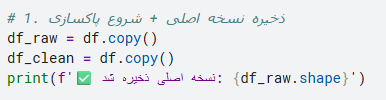 # 1. ذخیره نسخه اصلی + شروع پاکسازی
df_raw = df.copy()
df_clean = df.copy()
print(f'✅ نسخه اصلی ذخیره شد: {df_raw.shape}')